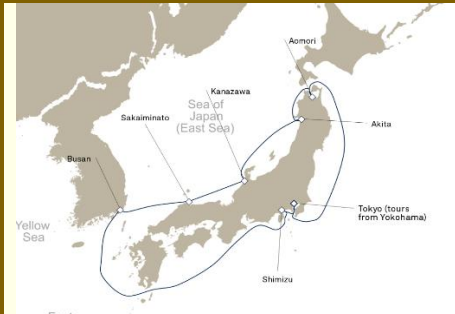 Aomori
Kanazawa
Sea of
Japan
(East Sea)
Sakaiminato
Akita
Busan
Tokyo (tours
from Yokohama)
Yellow
Sea
Shimizu